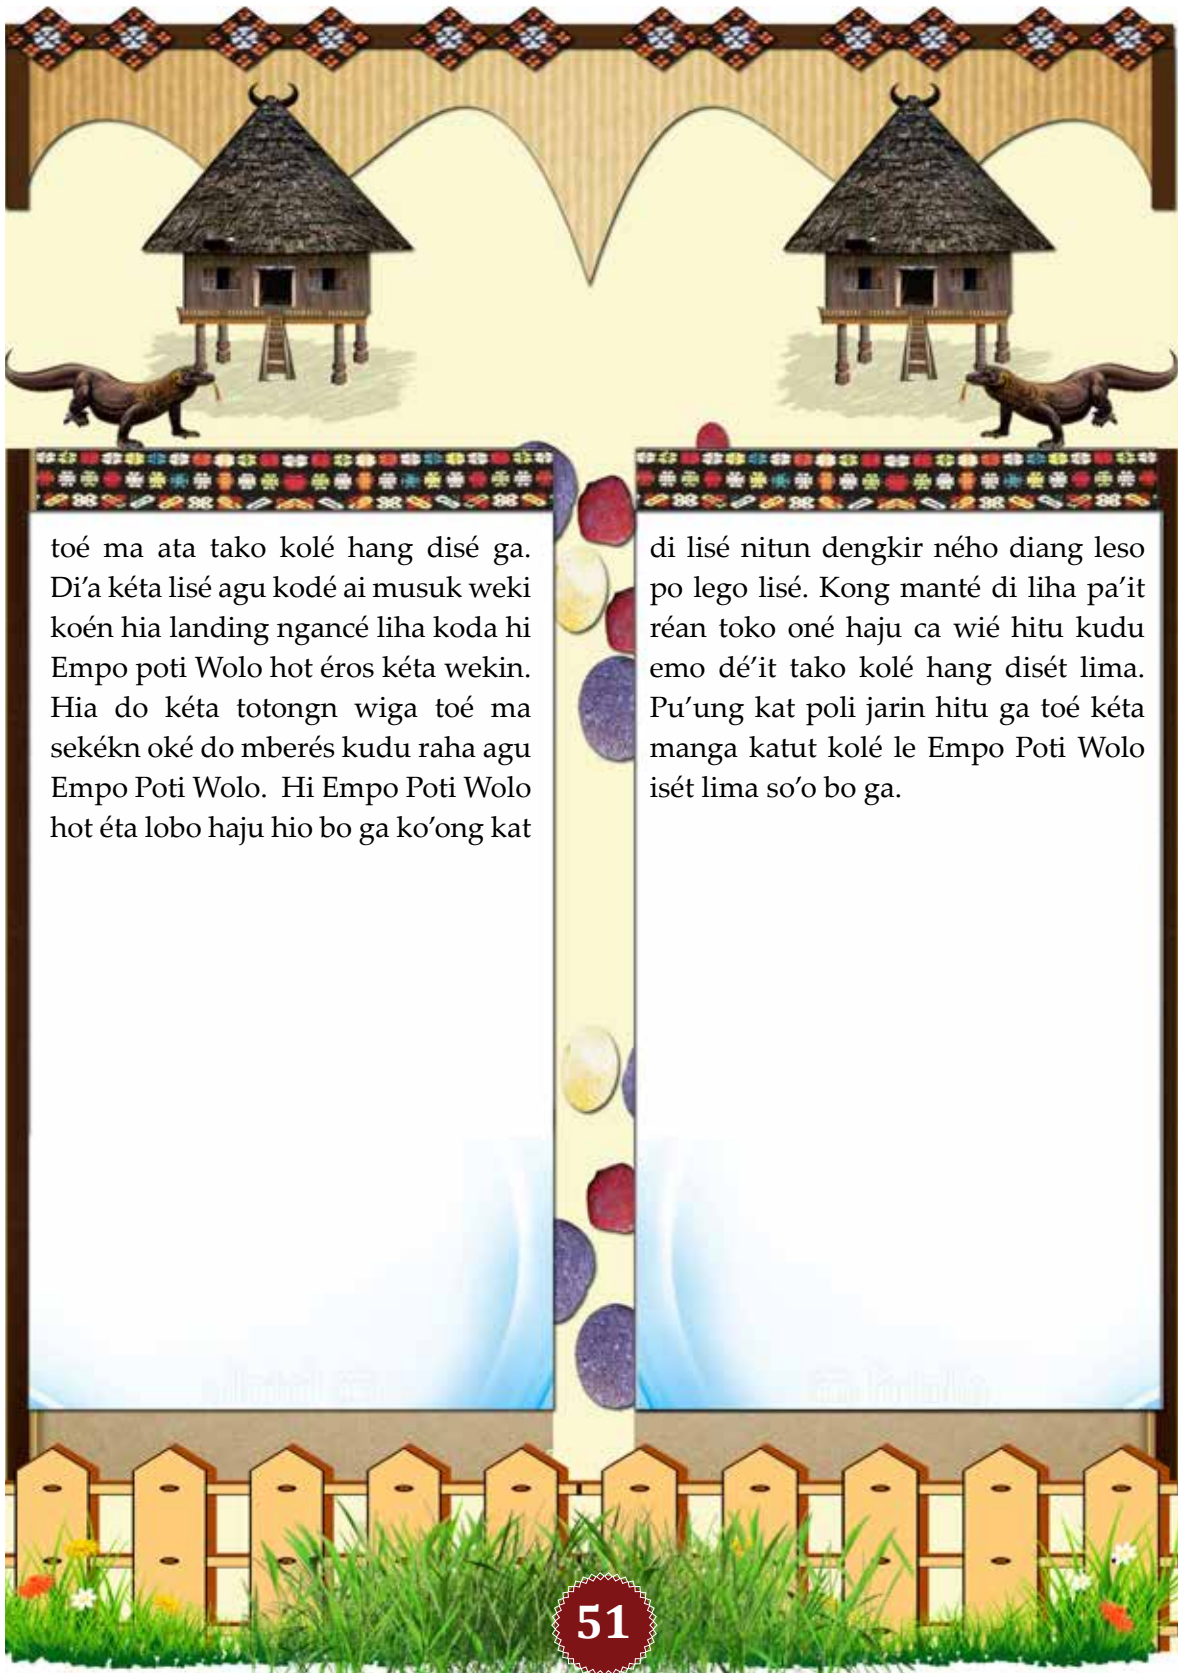 toé ma ata tako kolé hang disé ga.
Di’a kéta lisé agu kodé ai musuk weki
koén hia landing ngancé liha koda hi
Empo poti Wolo hot éros kéta wekin.
Hia do kéta totongn wiga toé ma
sekékn oké do mberés kudu raha agu
Empo Poti Wolo.  Hi Empo Poti Wolo
hot éta lobo haju hio bo ga ko’ong kat
di lisé nitun dengkir ného diang leso
po lego lisé. Kong manté di liha pa’it
réan toko oné haju ca wié hitu kudu
emo dé’it tako kolé hang disét lima.
Pu’ung kat poli jarin hitu ga toé kéta
manga katut kolé le Empo Poti Wolo
isét lima so’o bo ga.
51